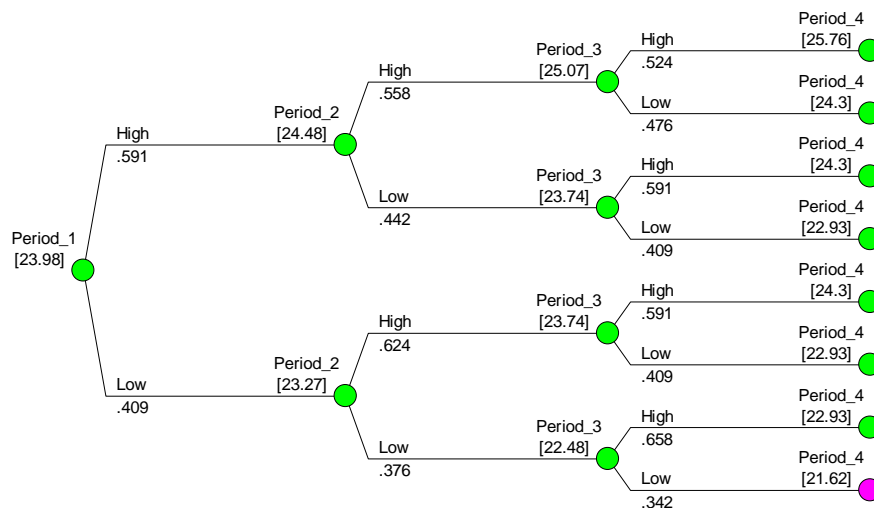 Period_4
High
[25.76]
Period_3
.524
[25.07]
High
.558
Period_4
Low
[24.3]
.476
Period_2
[24.48]
High
.591
Period_4
High
[24.3]
Period_3
.591
[23.74]
Low
.442
Period_4
Low
[22.93]
.409
Period_1
[23.98]
Period_4
High
[24.3]
Period_3
.591
[23.74]
High
.624
Period_4
Low
[22.93]
.409
Period_2
[23.27]
Low
.409
Period_4
High
[22.93]
Period_3
.658
[22.48]
Low
.376
Period_4
Low
[21.62]
.342